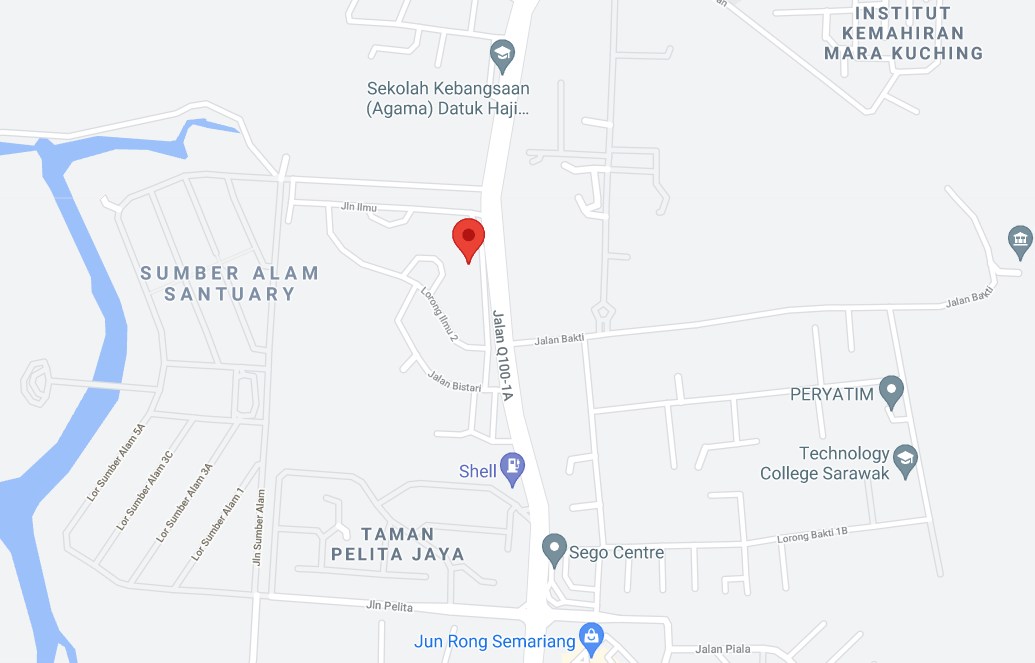 an
INSTITUT
KEMAHIRAN
MARA KUCHING
Sekolah Kebangsaan
(Agama) Datuk Haji...
Jln Ilmu
SUMBER ALAM
SANTUARY
Lorong Ilmu 2
Jalan Q100-1A
Jalan Bakti
Jalan Bakti
Jalan Bistari
PERYATIM
Lor Sumber Alam 5A
Lor Sumber Alam 3C
Lor Sumber Alam 3A
Lor Sumber Alam 1
Jln Sumber Alam
Shell
Technology
College Sarawak
TAMAN
PELITA JAYA
Lorong Bakti 1B
Sego Centre
Jln Pelita
Jun Rong Semariang
Jalan Piala